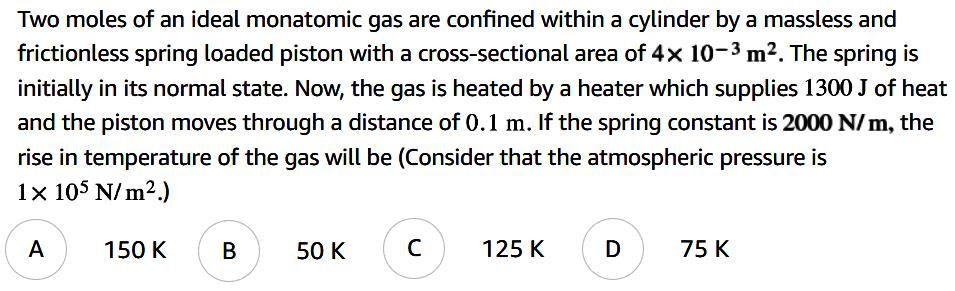 Two moles of an ideal monatomic gas are confined within a cylinder by a massless and
frictionless spring loaded piston with a cross-sectional area of 4× 10⁻³ m². The spring is
initially in its normal state. Now, the gas is heated by a heater which supplies 1300 J of heat
and the piston moves through a distance of 0.1 m. If the spring constant is 2000 N/ m, the
rise in temperature of the gas will be (Consider that the atmospheric pressure is
1× 10⁵ N/ m².)
A 150 K B 50 K C 125 K D 75 K